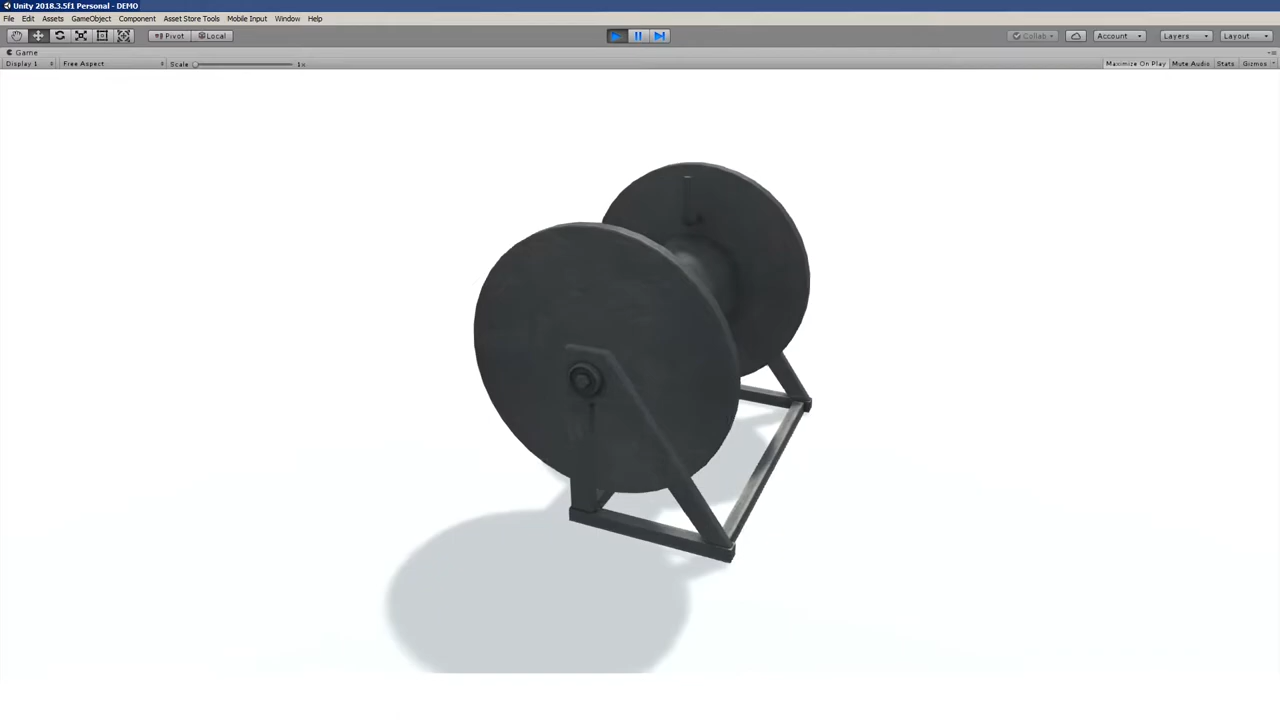 Unity 2018.3.5f1 Personal - DEMO
File Edit Assets GameObject Component Asset Store Tools Mobile Input Window Help
Pivot Local Collab Account Layers Layout
Game
Display 1 Free Aspect Scale 1x Maximize On Play Mute Audio Stats Gizmos